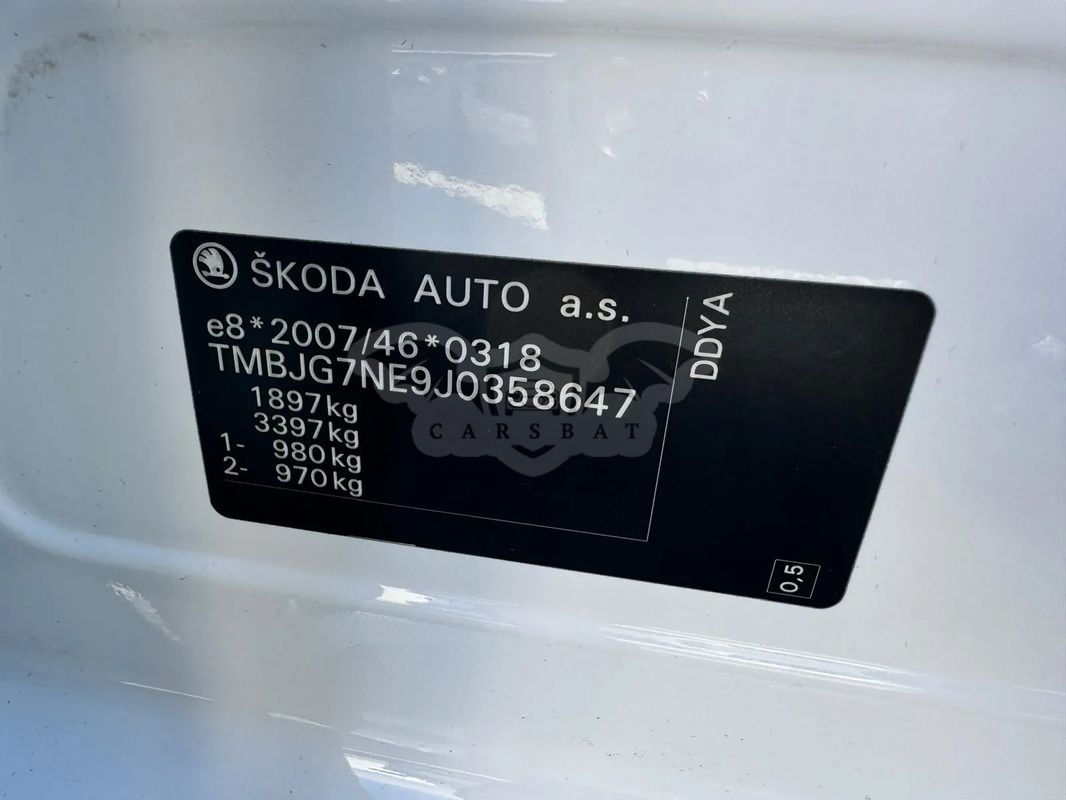 ŠKODA AUTO a.s.
e8*2007/46*0318
TMBJG7NE9J0358647
1897kg
3397kg
1- 980kg
2- 970kg
DDYA
0,5
CARSBAT